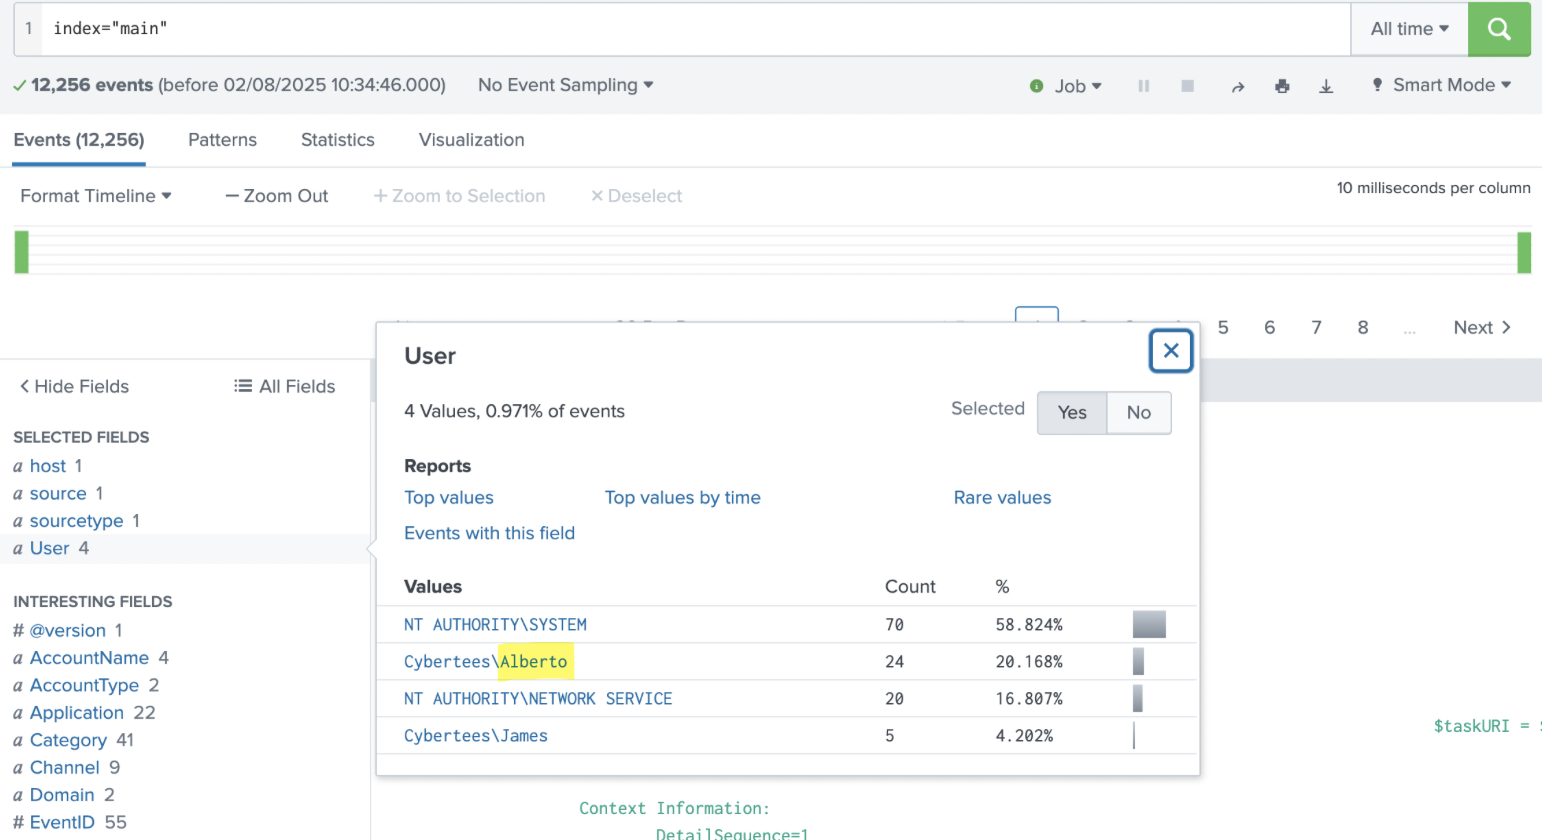 1 index="main" All time
12,256 events (before 02/08/2025 10:34:46.000) No Event Sampling Job Smart Mode
Events (12,256) Patterns Statistics Visualization
Format Timeline — Zoom Out + Zoom to Selection × Deselect 10 milliseconds per column
5 6 7 8 ... Next >
< Hide Fields All Fields
SELECTED FIELDS
a host 1
a source 1
a sourcetype 1
a User 4
INTERESTING FIELDS
# @version 1
a AccountName 4
a AccountType 2
a Application 22
a Category 41
a Channel 9
a Domain 2
# EventID 55
User
4 Values, 0.971% of events Selected Yes No
Reports
Top values Top values by time Rare values
Events with this field
Values Count %
NT AUTHORITY\SYSTEM 70 58.824%
Cybertees\Alberto 24 20.168%
NT AUTHORITY\NETWORK SERVICE 20 16.807%
Cybertees\James 5 4.202%
$taskURI =
Context Information:
DetailSequence=1